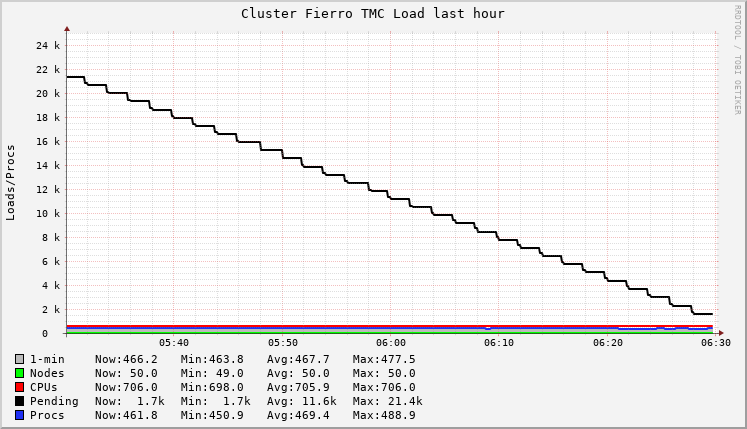 Cluster Fierro TMC Load last hour
RRDTOOL / TOBI OETIKER
Loads/Procs
24 k
22 k
20 k
18 k
16 k
14 k
12 k
10 k
8 k
6 k
4 k
2 k
0
05:40 05:50 06:00 06:10 06:20 06:30
1-min Now:466.2 Min:463.8 Avg:467.7 Max:477.5
Nodes Now: 50.0 Min: 49.0 Avg: 50.0 Max: 50.0
CPUs Now:706.0 Min:698.0 Avg:705.9 Max:706.0
Pending Now: 1.7k Min: 1.7k Avg: 11.6k Max: 21.4k
Procs Now:461.8 Min:450.9 Avg:469.4 Max:488.9